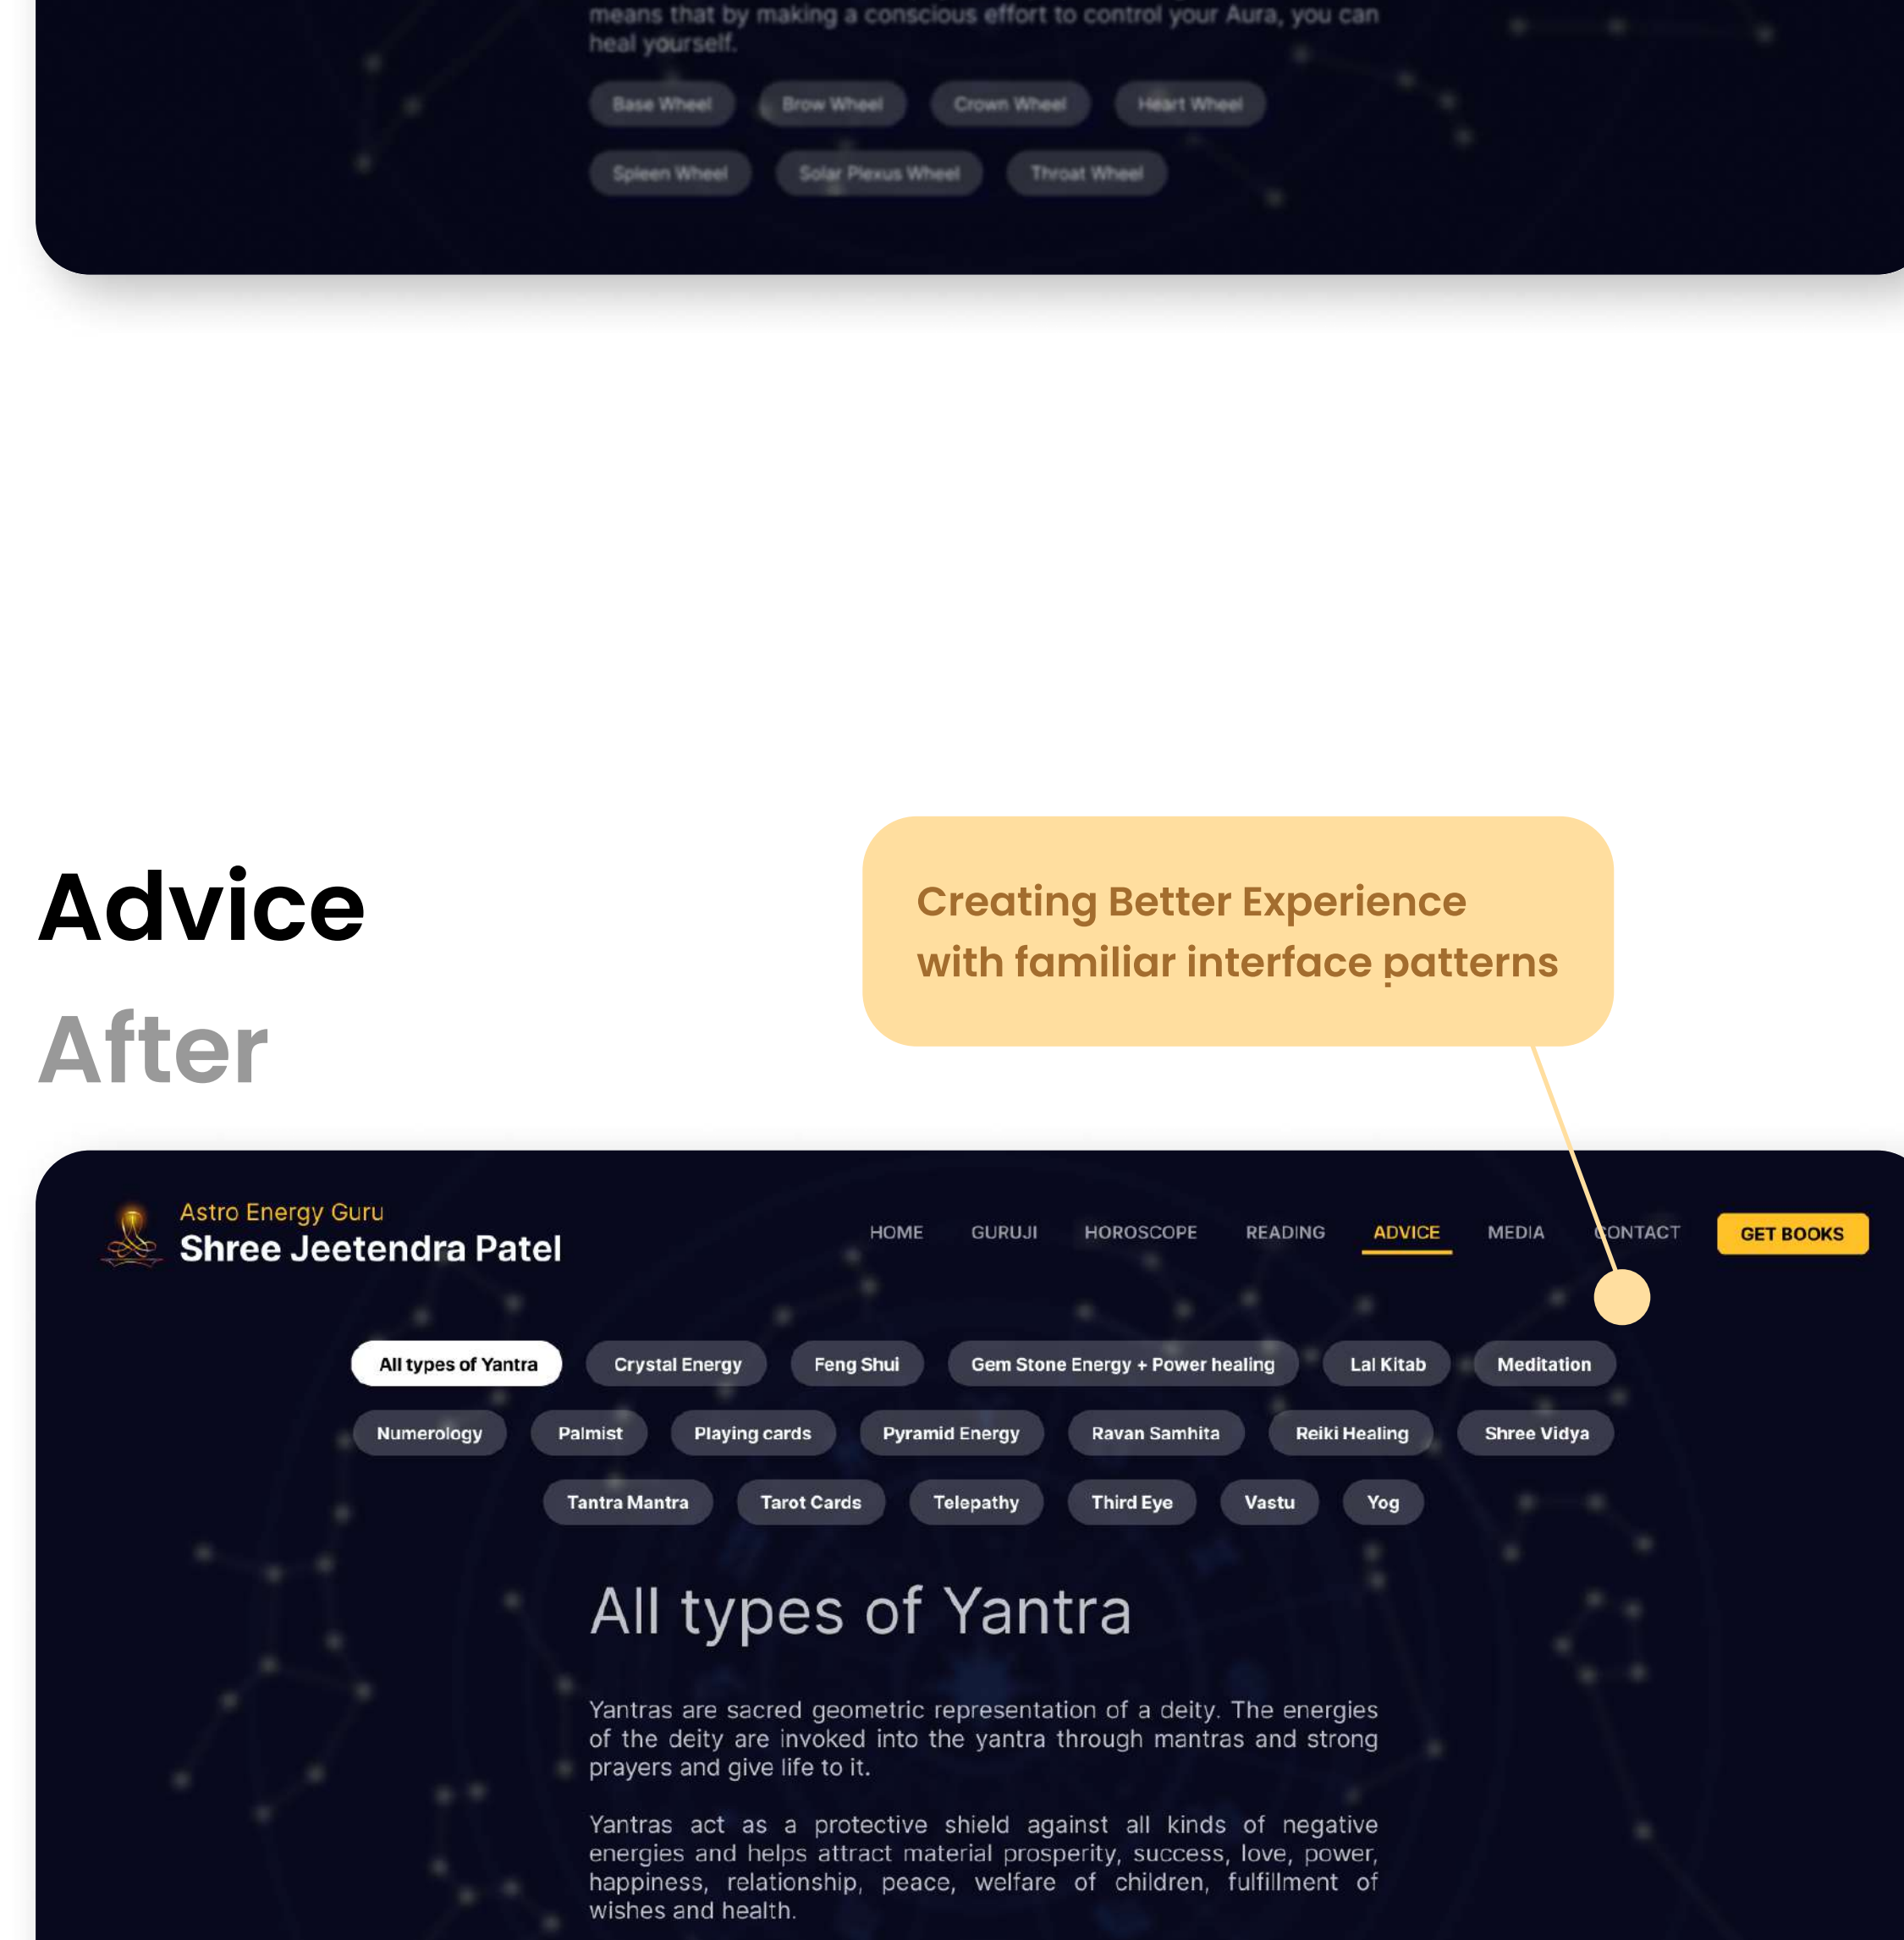 means that by making a conscious effort to control your Aura, you can
heal yourself.
Base Wheel Brow Wheel Crown Wheel Heart Wheel
Spleen Wheel Solar Plexus Wheel Throat Wheel
Advice
After
Creating Better Experience
with familiar interface patterns
Astro Energy Guru
Shree Jeetendra Patel
HOME GURUJI HOROSCOPE READING ADVICE MEDIA CONTACT GET BOOKS
All types of Yantra Crystal Energy Feng Shui Gem Stone Energy + Power healing Lal Kitab Meditation
Numerology Palmist Playing cards Pyramid Energy Ravan Samhita Reiki Healing Shree Vidya
Tantra Mantra Tarot Cards Telepathy Third Eye Vastu Yog
All types of Yantra
Yantras are sacred geometric representation of a deity. The energies
of the deity are invoked into the yantra through mantras and strong
prayers and give life to it.
Yantras act as a protective shield against all kinds of negative
energies and helps attract material prosperity, success, love, power,
happiness, relationship, peace, welfare of children, fulfillment of
wishes and health.